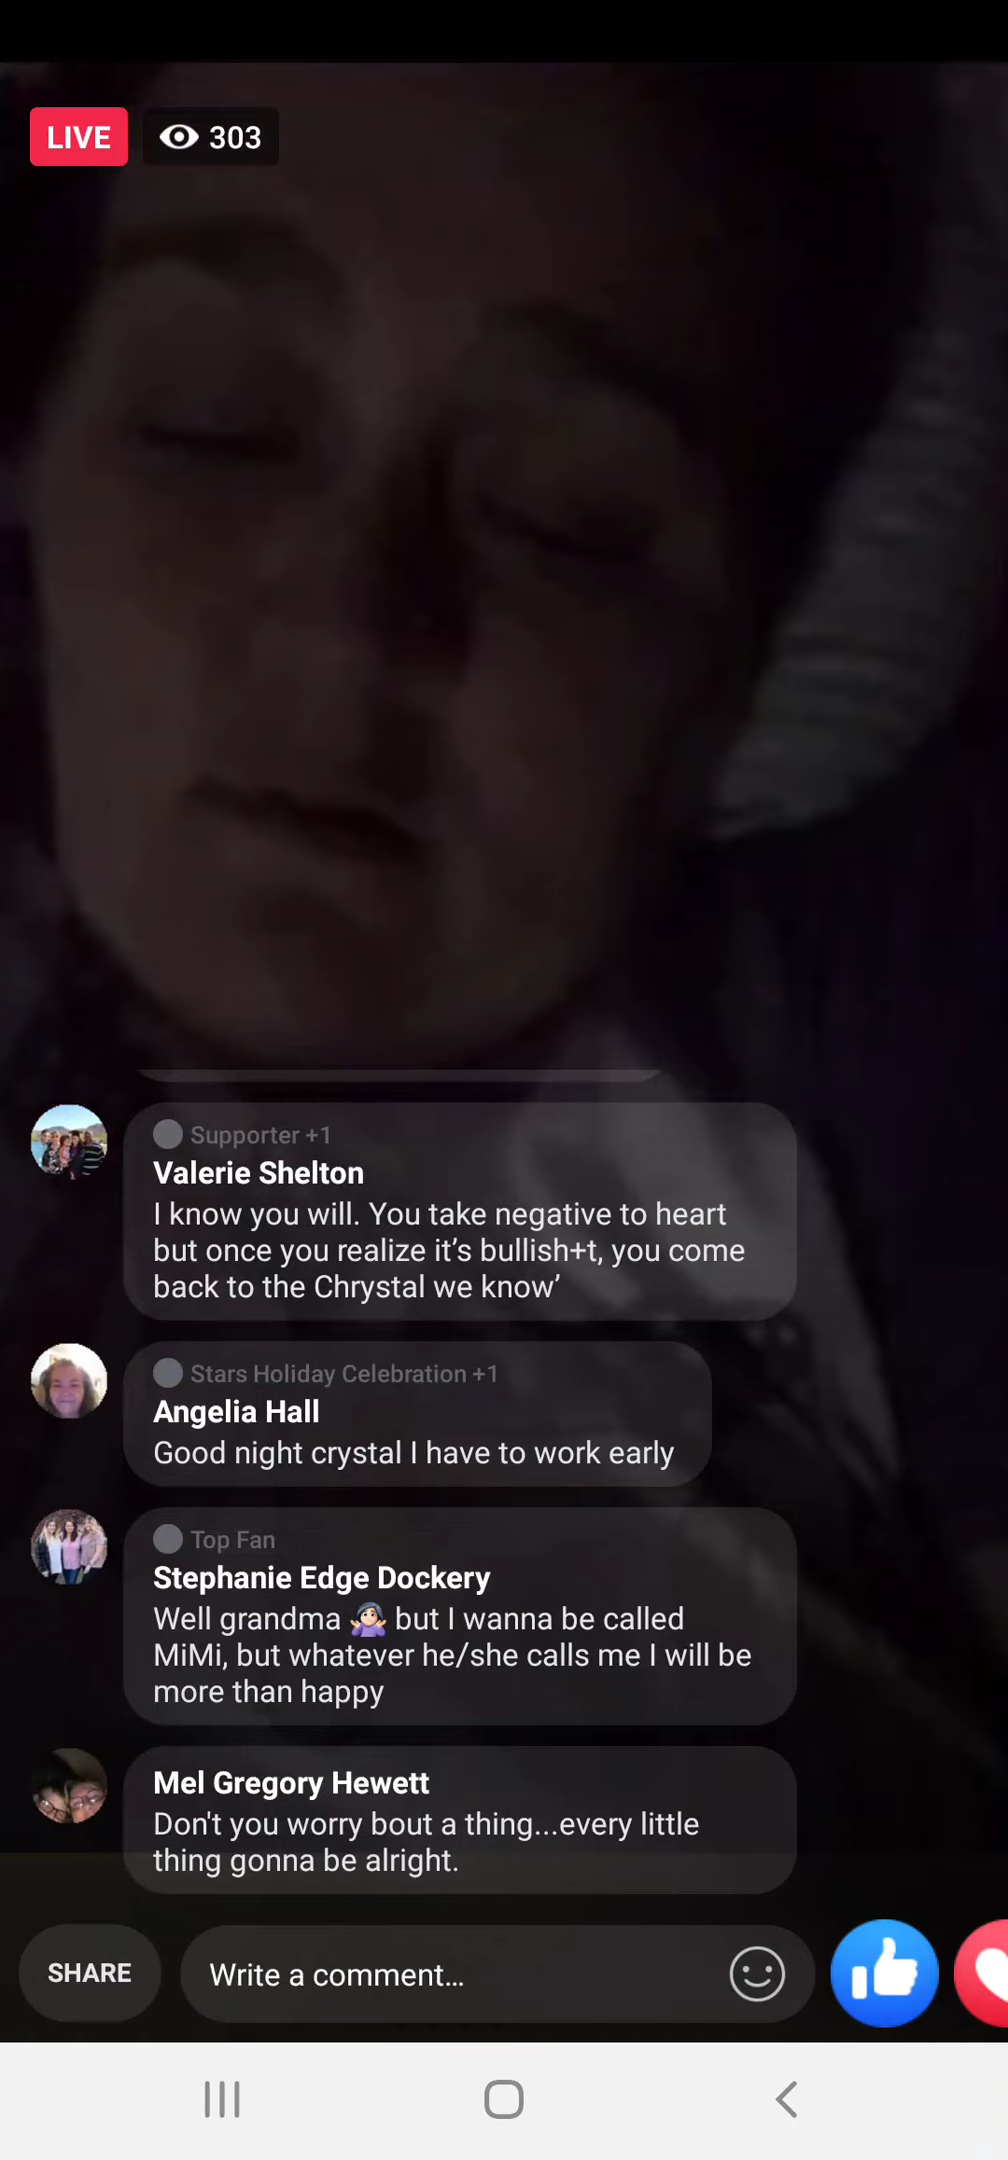 LIVE 303
Supporter +1
Valerie Shelton
I know you will. You take negative to heart
but once you realize it’s bullish+t, you come
back to the Chrystal we know’
Stars Holiday Celebration +1
Angelia Hall
Good night crystal I have to work early
Top Fan
Stephanie Edge Dockery
Well grandma 🤷🏻‍♀️ but I wanna be called
MiMi, but whatever he/she calls me I will be
more than happy
Mel Gregory Hewett
Don't you worry bout a thing...every little
thing gonna be alright.
SHARE Write a comment...